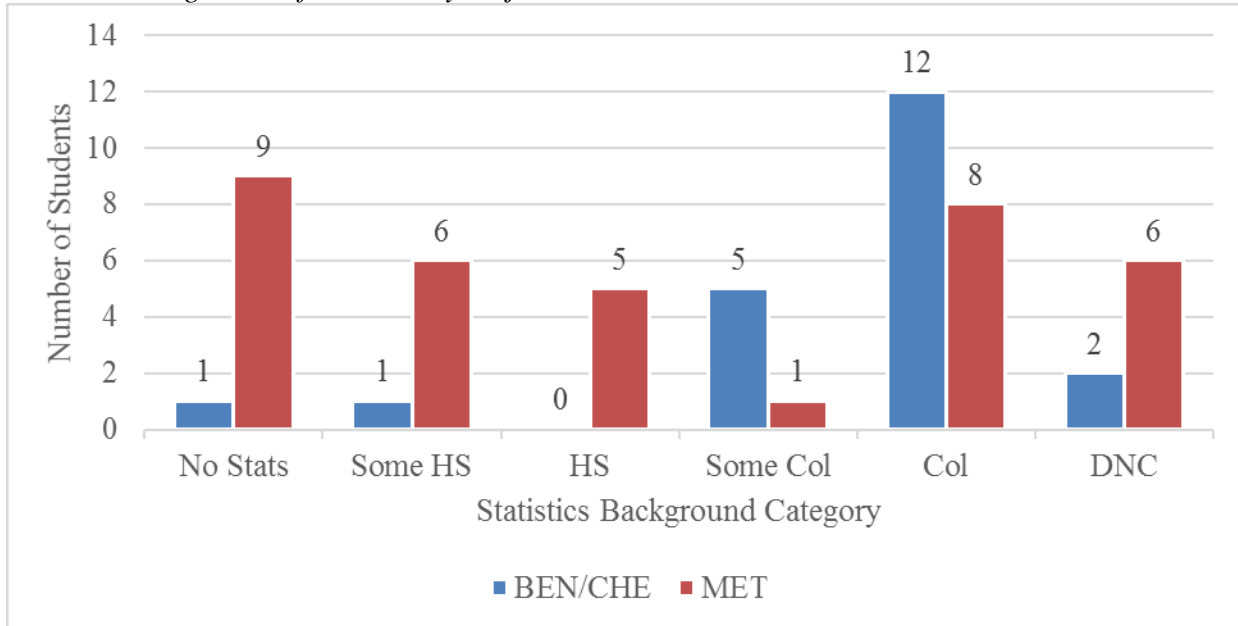 14
12
10
8
6
4
2
0
Number of Students
1
9
1
6
0
5
5
1
12
8
2
6
No Stats
Some HS
HS
Some Col
Col
DNC
Statistics Background Category
BEN/CHE
MET